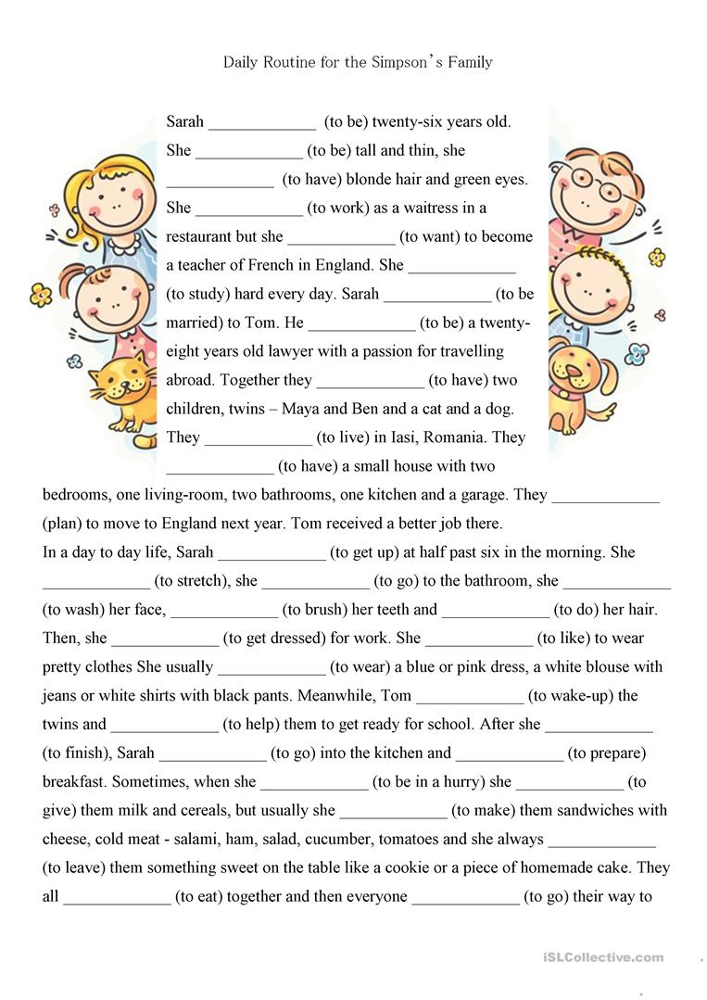 Daily Routine for the Simpson's Family
Sarah _____________ (to be) twenty-six years old.
She _____________ (to be) tall and thin, she
_____________ (to have) blonde hair and green eyes.
She _____________ (to work) as a waitress in a
restaurant but she _____________ (to want) to become
a teacher of French in England. She _____________
(to study) hard every day. Sarah _____________ (to be
married) to Tom. He _____________ (to be) a twenty-
eight years old lawyer with a passion for travelling
abroad. Together they _____________ (to have) two
children, twins – Maya and Ben and a cat and a dog.
They _____________ (to live) in Iasi, Romania. They
_____________ (to have) a small house with two
bedrooms, one living-room, two bathrooms, one kitchen and a garage. They _____________
(plan) to move to England next year. Tom received a better job there.
In a day to day life, Sarah _____________ (to get up) at half past six in the morning. She
_____________ (to stretch), she _____________ (to go) to the bathroom, she _____________
(to wash) her face, _____________ (to brush) her teeth and _____________ (to do) her hair.
Then, she _____________ (to get dressed) for work. She _____________ (to like) to wear
pretty clothes She usually _____________ (to wear) a blue or pink dress, a white blouse with
jeans or white shirts with black pants. Meanwhile, Tom _____________ (to wake-up) the
twins and _____________ (to help) them to get ready for school. After she _____________
(to finish), Sarah _____________ (to go) into the kitchen and _____________ (to prepare)
breakfast. Sometimes, when she _____________ (to be in a hurry) she _____________ (to
give) them milk and cereals, but usually she _____________ (to make) them sandwiches with
cheese, cold meat - salami, ham, salad, cucumber, tomatoes and she always _____________
(to leave) them something sweet on the table like a cookie or a piece of homemade cake. They
all _____________ (to eat) together and then everyone _____________ (to go) their way to
iSLCollective.com